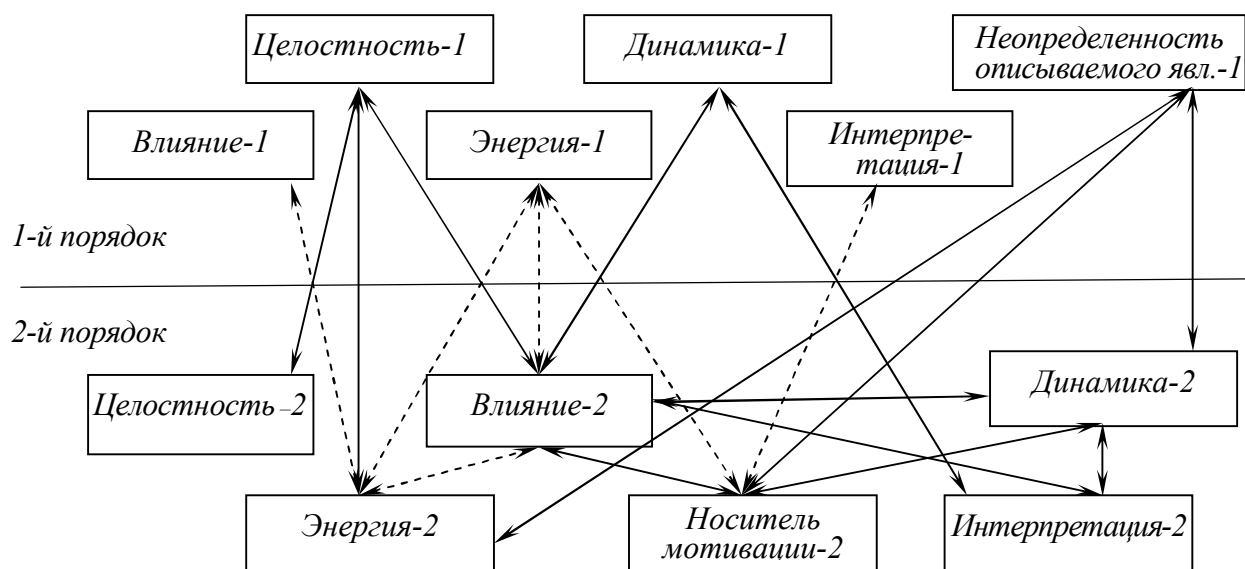 Целостность-1
Динамика-1
Неопределенность
описываемого явл.-1
Влияние-1
Энергия-1
Интерпре-
тация-1
1-й порядок
2-й порядок
Целостность –2
Влияние-2
Динамика-2
Энергия-2
Носитель
мотивации-2
Интерпретация-2